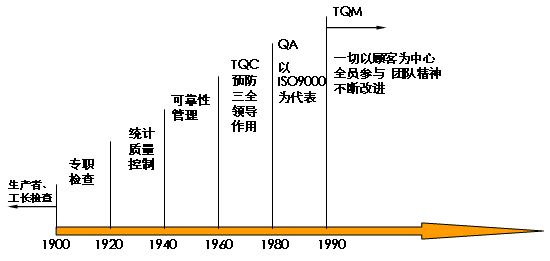 生产者、
工长检查
专职
检查
统计
质量
控制
可靠性
管理
TQC
预防
三全
领导
作用
QA
以
ISO9000
为代表
TQM
一切以顾客为中心
全员参与 团队精神
不断改进
1900 1920 1940 1960 1980 1990